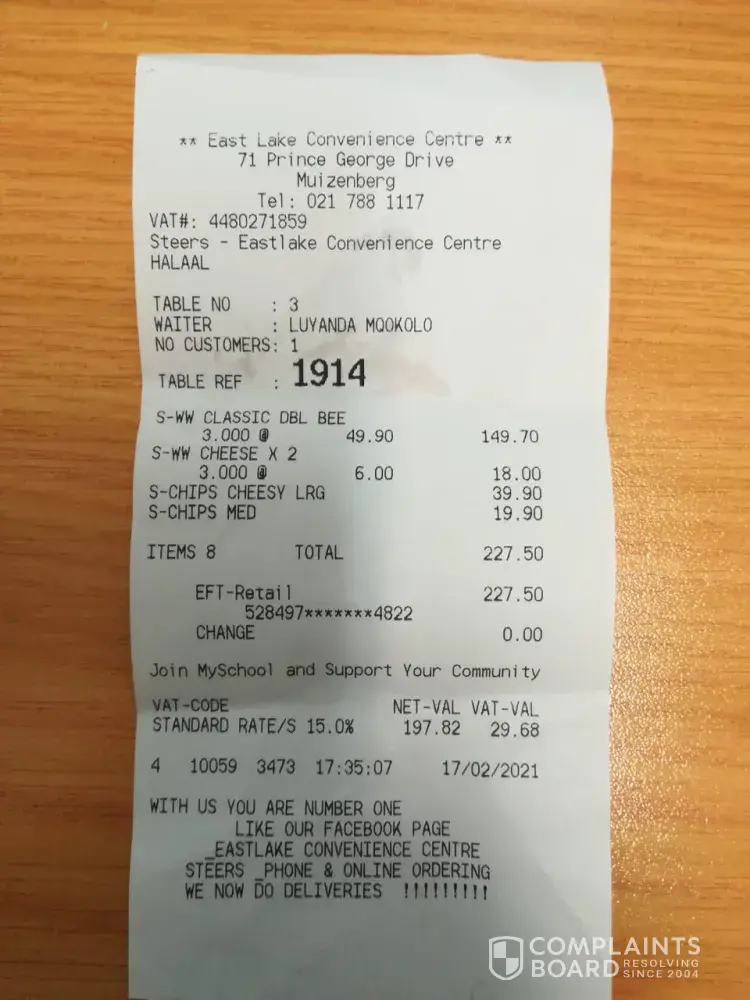 ** East Lake Convenience Centre **
71 Prince George Drive
Muizenberg
Tel: 021 788 1117
VAT#: 4480271859
Steers - Eastlake Convenience Centre
HALAAL
TABLE NO : 3
WAITER : LUYANDA MQOKOLO
NO CUSTOMERS: 1
TABLE REF : 1914
S-WW CLASSIC DBL BEE
3.000 @ 49.90 149.70
S-WW CHEESE X 2
3.000 @ 6.00 18.00
S-CHIPS CHEESY LRG 39.90
S-CHIPS MED 19.90
ITEMS 8 TOTAL 227.50
EFT-Retail 227.50
528497*******4822
CHANGE 0.00
Join MySchool and Support Your Community
VAT-CODE NET-VAL VAT-VAL
STANDARD RATE/S 15.0% 197.82 29.68
4 10059 3473 17:35:07 17/02/2021
WITH US YOU ARE NUMBER ONE
LIKE OUR FACEBOOK PAGE
_EASTLAKE CONVENIENCE CENTRE
STEERS _PHONE & ONLINE ORDERING
WE NOW DO DELIVERIES !!!!!!!!!
COMPLAINTS
BOARD RESOLVING
SINCE 2004